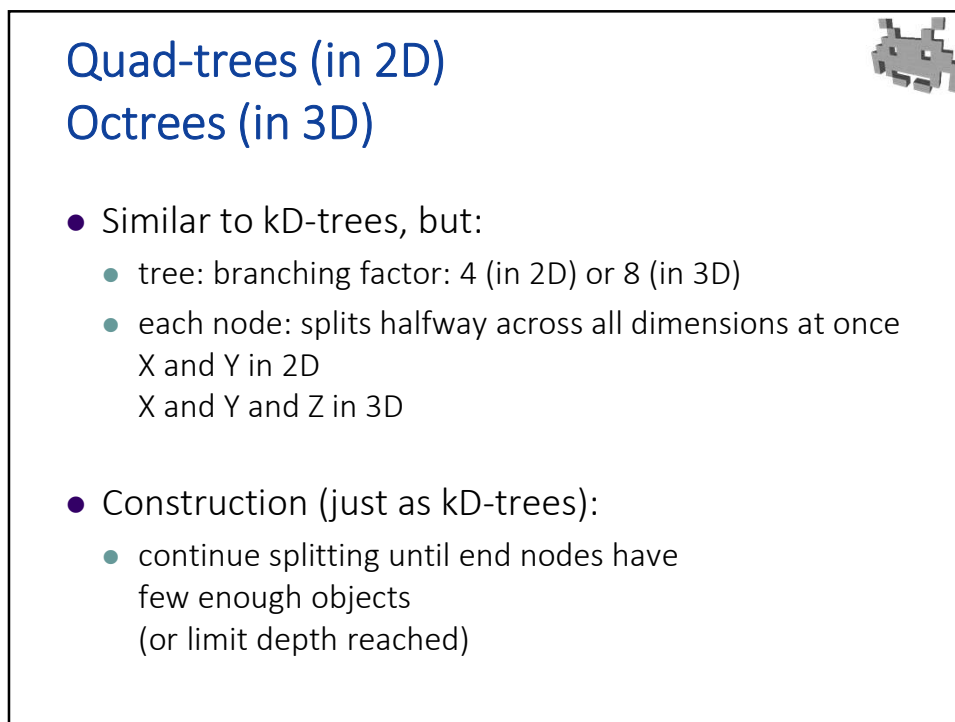 Quad-trees (in 2D)
Octrees (in 3D)
● Similar to kD-trees, but:
● tree: branching factor: 4 (in 2D) or 8 (in 3D)
● each node: splits halfway across all dimensions at once
X and Y in 2D
X and Y and Z in 3D
● Construction (just as kD-trees):
● continue splitting until end nodes have
few enough objects
(or limit depth reached)